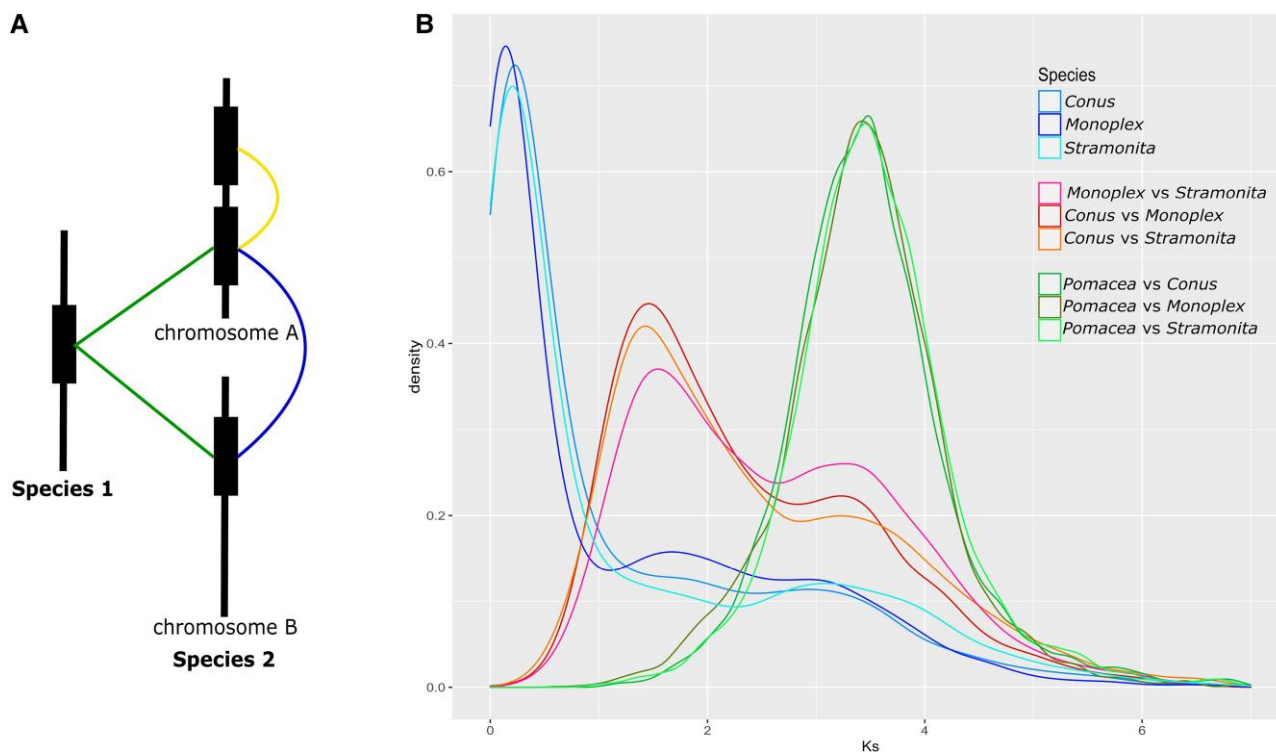 A
chromosome A
Species 1
chromosome B
Species 2
B
density
0.6
0.4
0.2
0.0
0
2
4
6
Ks
Species
Conus
Monoplex
Stramonita
Monoplex vs Stramonita
Conus vs Monoplex
Conus vs Stramonita
Pomacea vs Conus
Pomacea vs Monoplex
Pomacea vs Stramonita